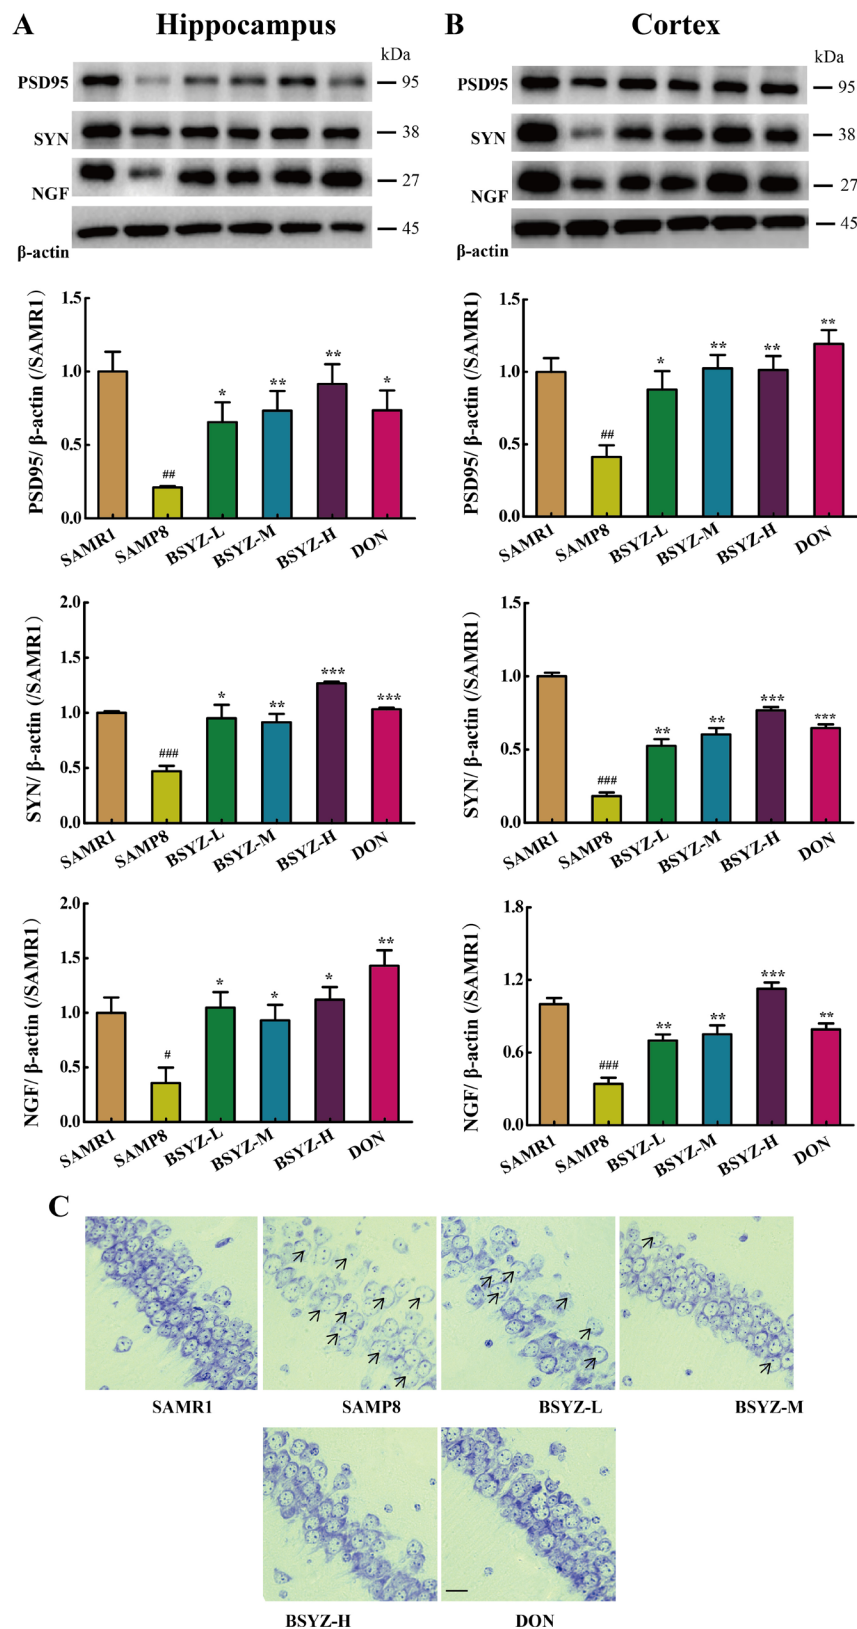 A Hippocampus
kDa
PSD95 95
SYN 38
NGF 27
β-actin 45
B Cortex
kDa
PSD95 95
SYN 38
NGF 27
β-actin 45
PSD95/ β-actin (/SAMR1)
1.5
1.0
0.5
0.0
## * ** ** *
SAMR1 SAMP8 BSYZ-L BSYZ-M BSYZ-H DON
PSD95/ β-actin (/SAMR1)
1.5
1.0
0.5
0.0
## * ** ** **
SAMR1 SAMP8 BSYZ-L BSYZ-M BSYZ-H DON
SYN/ β-actin (/SAMR1)
2.0
1.5
1.0
0.5
0.0
### * ** *** ***
SAMR1 SAMP8 BSYZ-L BSYZ-M BSYZ-H DON
SYN/ β-actin (/SAMR1)
1.5
1.0
0.5
0.0
### ** ** *** ***
SAMR1 SAMP8 BSYZ-L BSYZ-M BSYZ-H DON
NGF/ β-actin (/SAMR1)
2.0
1.5
1.0
0.5
0.0
# * * * **
SAMR1 SAMP8 BSYZ-L BSYZ-M BSYZ-H DON
NGF/ β-actin (/SAMR1)
1.8
1.2
0.6
0.0
### ** ** *** **
SAMR1 SAMP8 BSYZ-L BSYZ-M BSYZ-H DON
C
SAMR1 SAMP8 BSYZ-L BSYZ-M
BSYZ-H DON